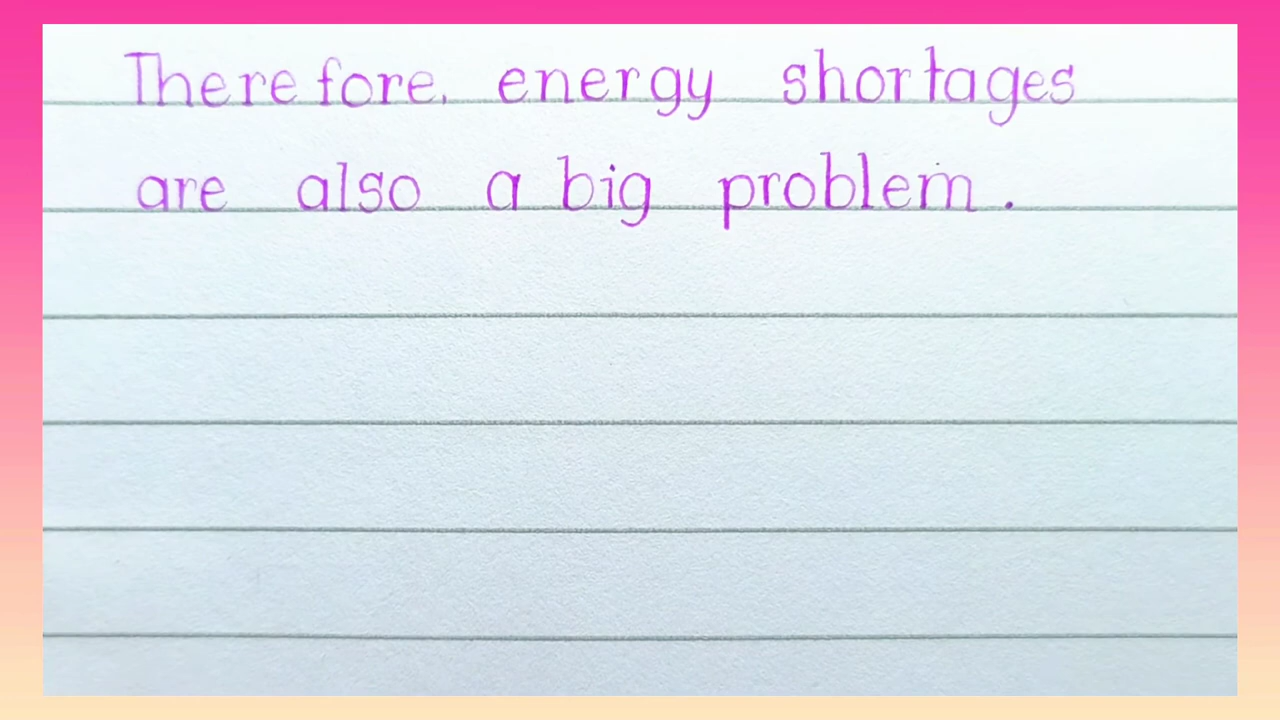 Therefore, energy shortages
are also a big problem.